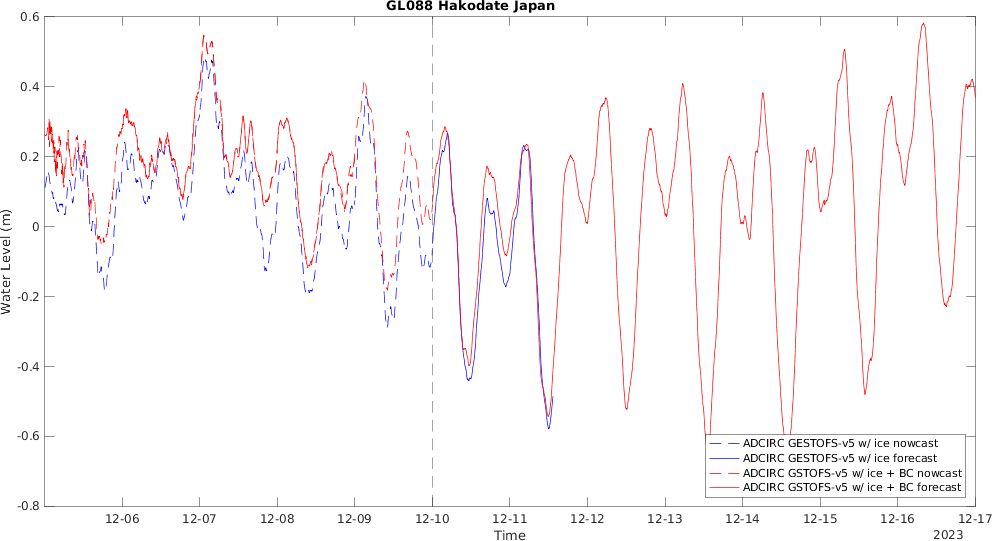 GL088 Hakodate Japan
0.6
0.4
0.2
0
-0.2
-0.4
-0.6
-0.8
Water Level (m)
ADCIRC GESTOFS-v5 w/ ice nowcast
ADCIRC GESTOFS-v5 w/ ice forecast
ADCIRC GSTOFS-v5 w/ ice + BC nowcast
ADCIRC GSTOFS-v5 w/ ice + BC forecast
12-06 12-07 12-08 12-09 12-10 12-11 12-12 12-13 12-14 12-15 12-16 12-17
Time
2023